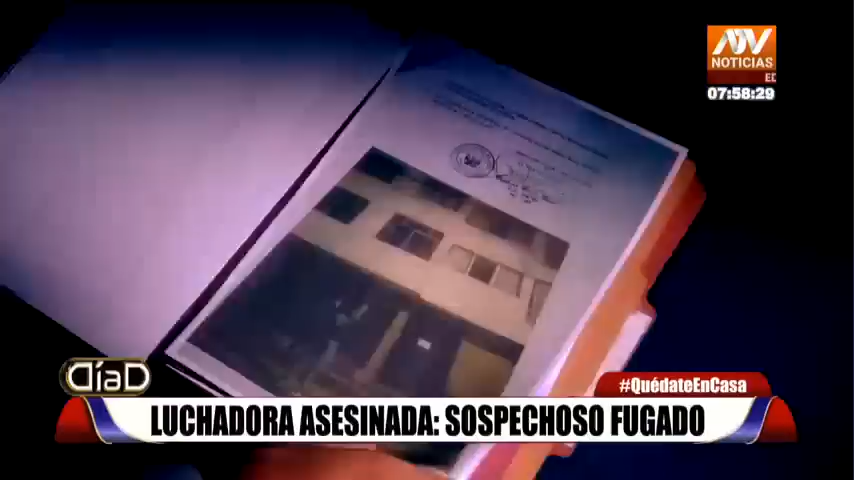 ATV
NOTICIAS
07:58:29
DíaD
#QuédateEnCasa
LUCHADORA ASESINADA: SOSPECHOSO FUGADO